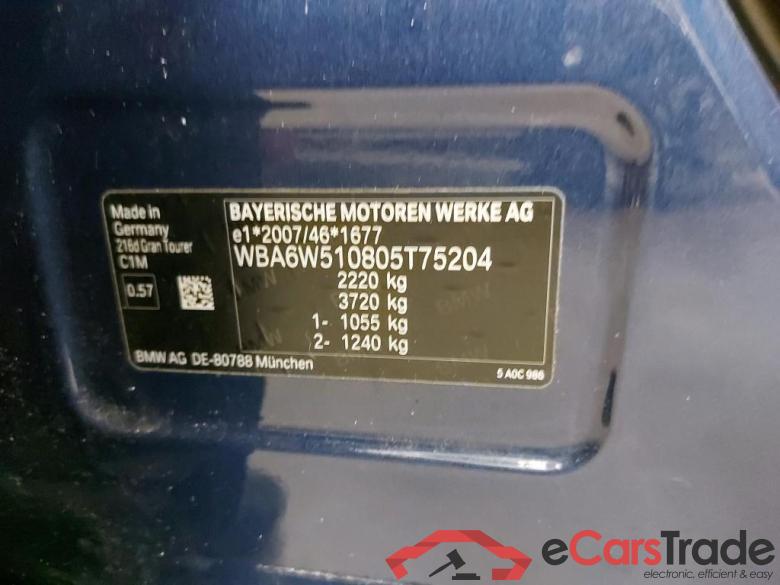 Made in
Germany
216d Gran Tourer
C1M
0.57
BAYERISCHE MOTOREN WERKE AG
e1*2007/46*1677
WBA6W510805T75204
2220 kg
3720 kg
1- 1055 kg
2- 1240 kg
BMW AG DE-80788 München
5 A0C 986
eCarsTrade
electronic, efficient & easy